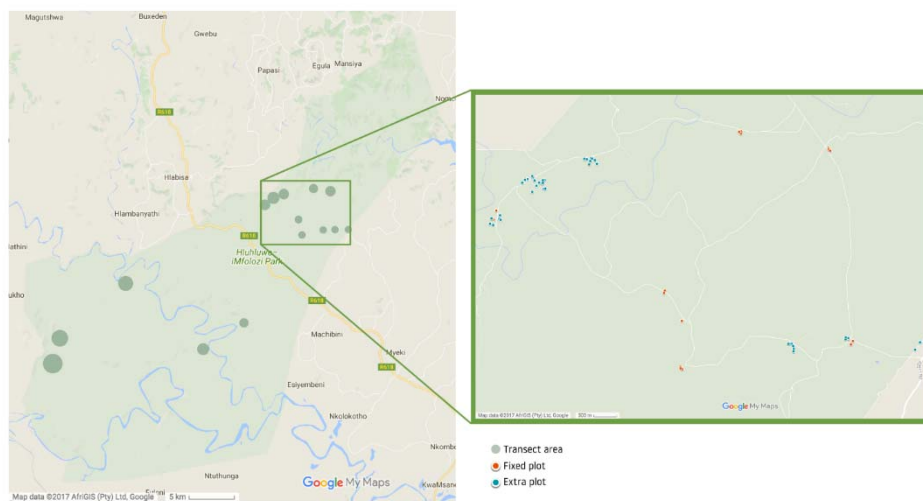 Magutshwa
Buxeden
Gwebu
Egula
Mansiya
Papasi
R618
Hlabisa
Hlambanyathi
R618
Hluhluwe-
iMfolozi Park
R618
Machibini
Myeki
R618
Esiyembeni
Nkolokotho
Ntathunga
KwaMsane
Google My Maps
Map data ©2017 AfriGIS (Pty) Ltd, Google
5 km
Google My Maps
Map data ©2017 AfriGIS (Pty) Ltd, Google
300 m
Transect area
Fixed plot
Extra plot